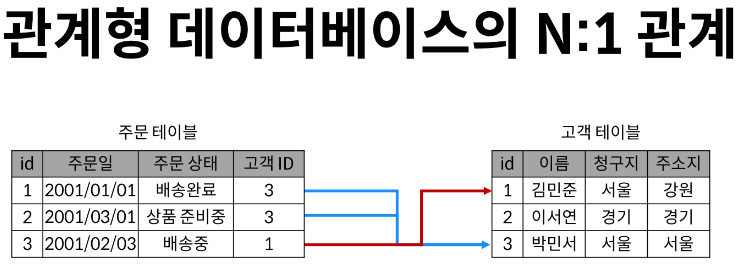 관계형 데이터베이스의 N:1 관계
주문 테이블
id 주문일 주문 상태 고객 ID
1 2001/01/01 배송완료 3
2 2001/03/01 상품 준비중 3
3 2001/02/03 배송중 1
고객 테이블
id 이름 청구지 주소지
1 김민준 서울 강원
2 이서연 경기 경기
3 박민서 서울 서울